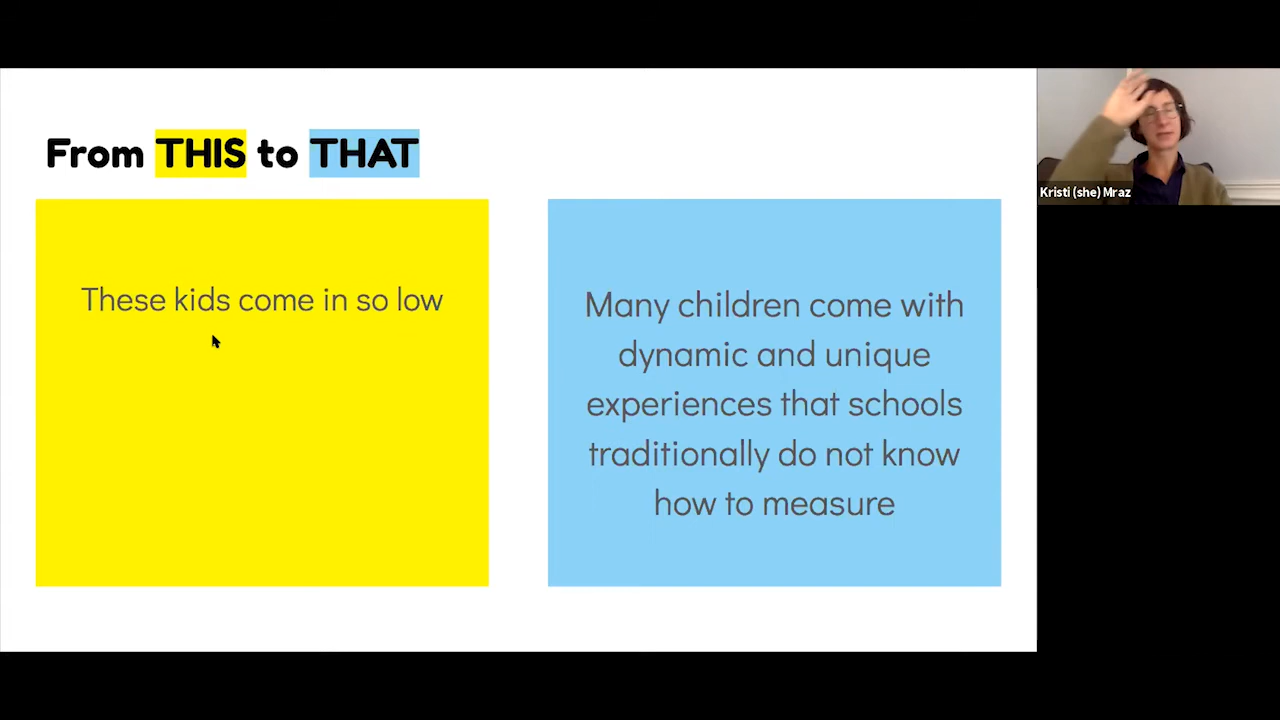 From THIS to THAT
These kids come in so low
Many children come with
dynamic and unique
experiences that schools
traditionally do not know
how to measure
Kristi (she) Mraz